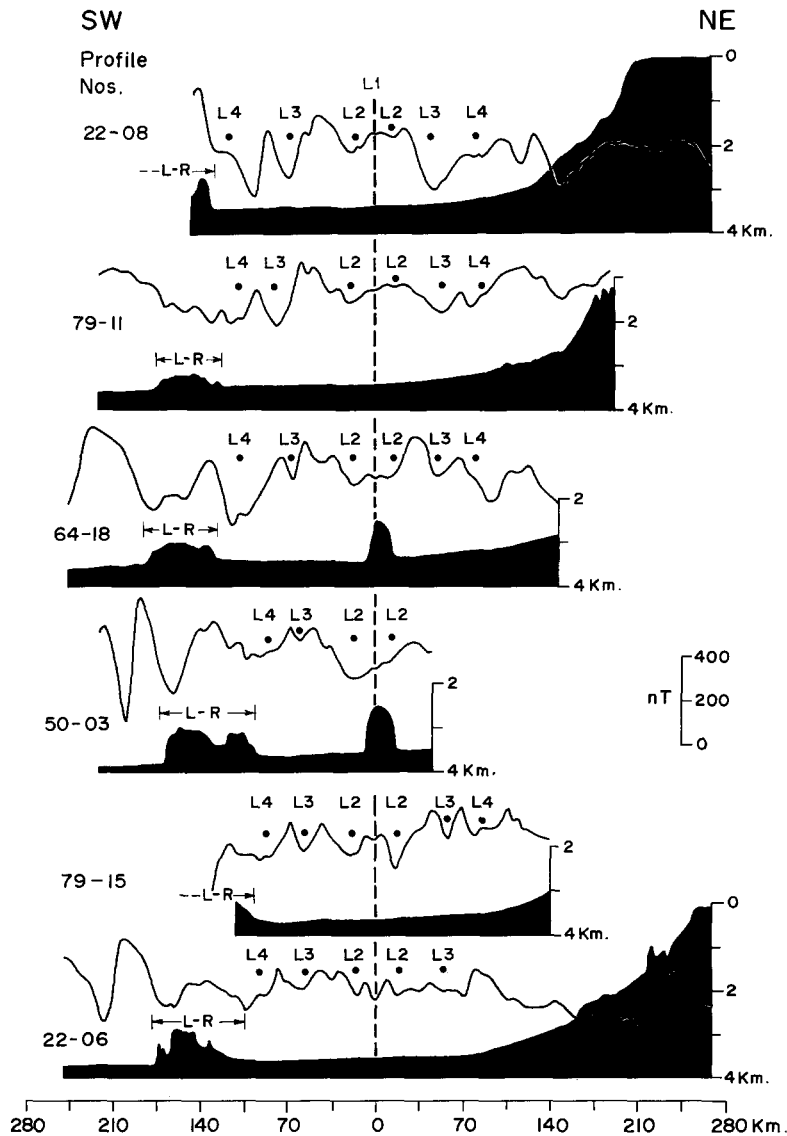 SW NE
Profile
Nos.
L1
L4 L3 L2 L2 L3 L4
0
22-08
2
L-R
4 Km.
L4 L3 L2 L2 L3 L4
79-11
2
L-R
4 Km.
L4 L3 L2 L2 L3 L4
2
64-18
L-R
4 Km.
L4 L3 L2 L2
400
2
nT 200
50-03
L-R
0
4 Km.
L4 L3 L2 L2 L3 L4
2
79-15
L-R
0
4 Km.
L4 L3 L2 L2 L3
2
22-06
L-R
4 Km.
280 210 140 70 0 70 140 210 280 Km.